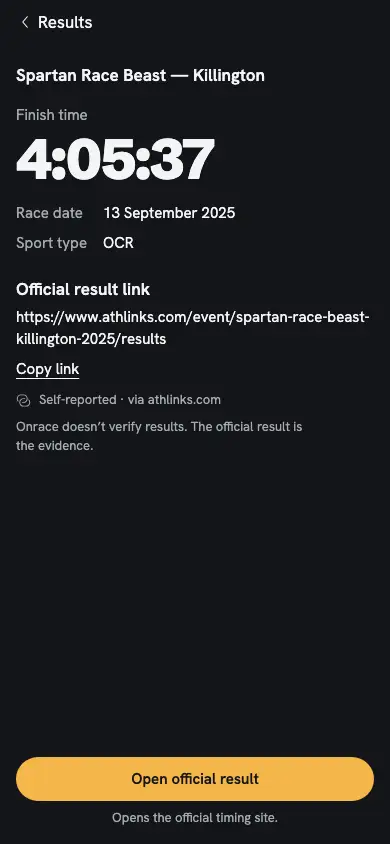 Results
Spartan Race Beast — Killington
Finish time
4:05:37
Race date 13 September 2025
Sport type OCR
Official result link
https://www.athlinks.com/event/spartan-race-beast-
killington-2025/results
Copy link
Self-reported · via athlinks.com
Onrace doesn’t verify results. The official result is
the evidence.
Open official result
Opens the official timing site.